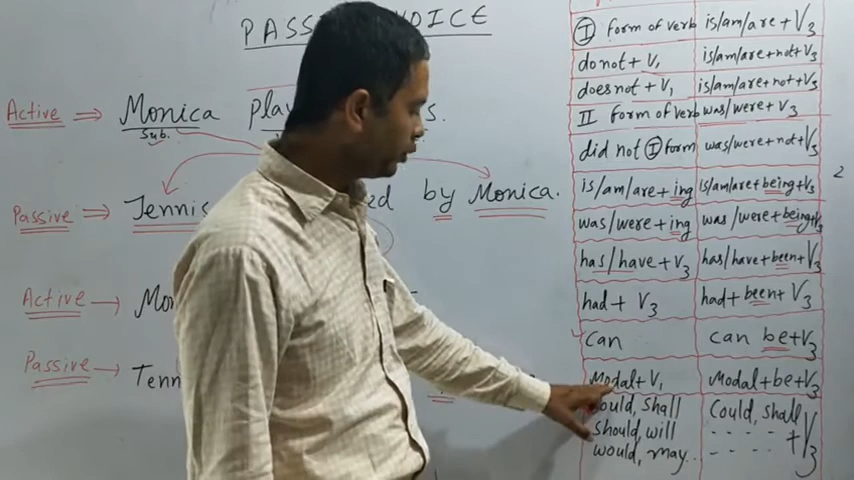 PASS VOICE
Active ⇒ Monica Pla s.
Sub.
Passive ⇒ Tennis ed by Monica.
Active → Mo
Passive → Tenn
I form of verb is/am/are + V3
do not + V1 is/am/are + not + V3
does not + V1 is/am/are + not + V3
II form of verb was/were + V3
did not I form was/were + not + V3
is/am/are + ing is/am/are + being + V3
was/were + ing was/were + being + V3
has/have + V3 has/have + been + V3
had + V3 had + been + V3
can can be + V3
Modal + V1 Modal + be + V3
ould, shall Could, shall
should, will - - - - + V3
would, may.. - - - -
2